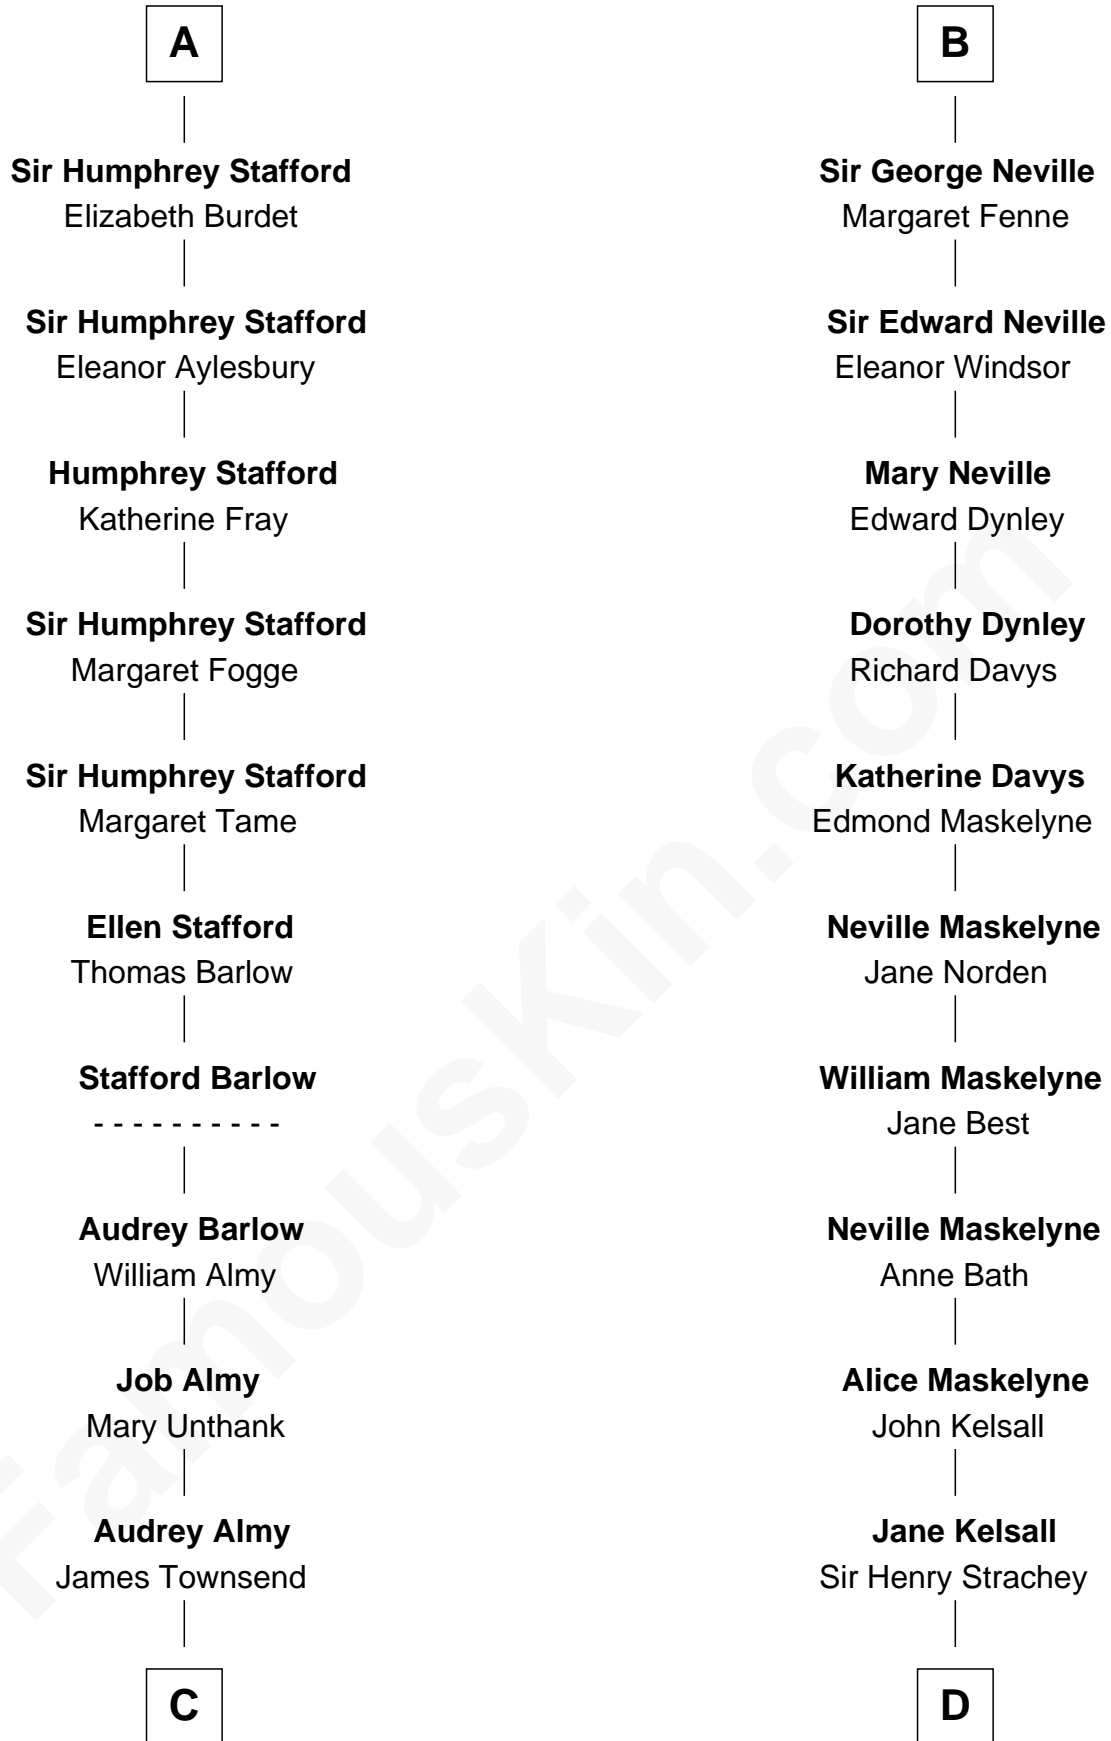 A
Sir Humphrey Stafford
Elizabeth Burdet
Sir Humphrey Stafford
Eleanor Aylesbury
Humphrey Stafford
Katherine Fray
Sir Humphrey Stafford
Margaret Fogge
Sir Humphrey Stafford
Margaret Tame
Ellen Stafford
Thomas Barlow
Stafford Barlow
- - - - - - - - - -
Audrey Barlow
William Almy
Job Almy
Mary Unthank
Audrey Almy
James Townsend
C
B
Sir George Neville
Margaret Fenne
Sir Edward Neville
Eleanor Windsor
Mary Neville
Edward Dynley
Dorothy Dynley
Richard Davys
Katherine Davys
Edmond Maskelyne
Neville Maskelyne
Jane Norden
William Maskelyne
Jane Best
Neville Maskelyne
Anne Bath
Alice Maskelyne
John Kelsall
Jane Kelsall
Sir Henry Strachey
D
FamousKin.com